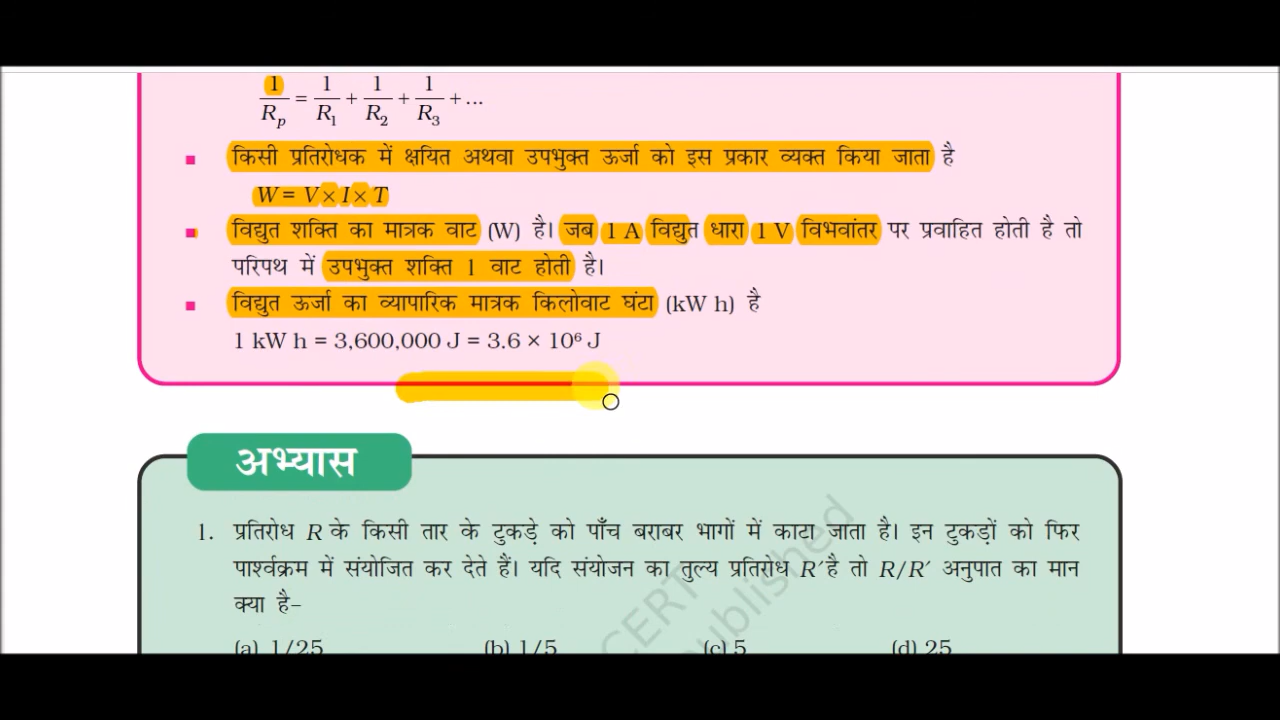 1/Rp = 1/R1 + 1/R2 + 1/R3 + ...
▪ किसी प्रतिरोधक में क्षयित अथवा उपभुक्त ऊर्जा को इस प्रकार व्यक्त किया जाता है
W = V × I × T
▪ विद्युत शक्ति का मात्रक वाट (W) है। जब 1 A विद्युत धारा 1 V विभवांतर पर प्रवाहित होती है तो
परिपथ में उपभुक्त शक्ति 1 वाट होती है।
▪ विद्युत ऊर्जा का व्यापारिक मात्रक किलोवाट घंटा (kW h) है
1 kW h = 3,600,000 J = 3.6 × 10⁶ J
अभ्यास
1. प्रतिरोध R के किसी तार के टुकड़े को पाँच बराबर भागों में काटा जाता है। इन टुकड़ों को फिर
पार्श्वक्रम में संयोजित कर देते हैं। यदि संयोजन का तुल्य प्रतिरोध R′ है तो R/R′ अनुपात का मान
क्या है–
(a) 1/25 (b) 1/5 (c) 5 (d) 25
CERT
published